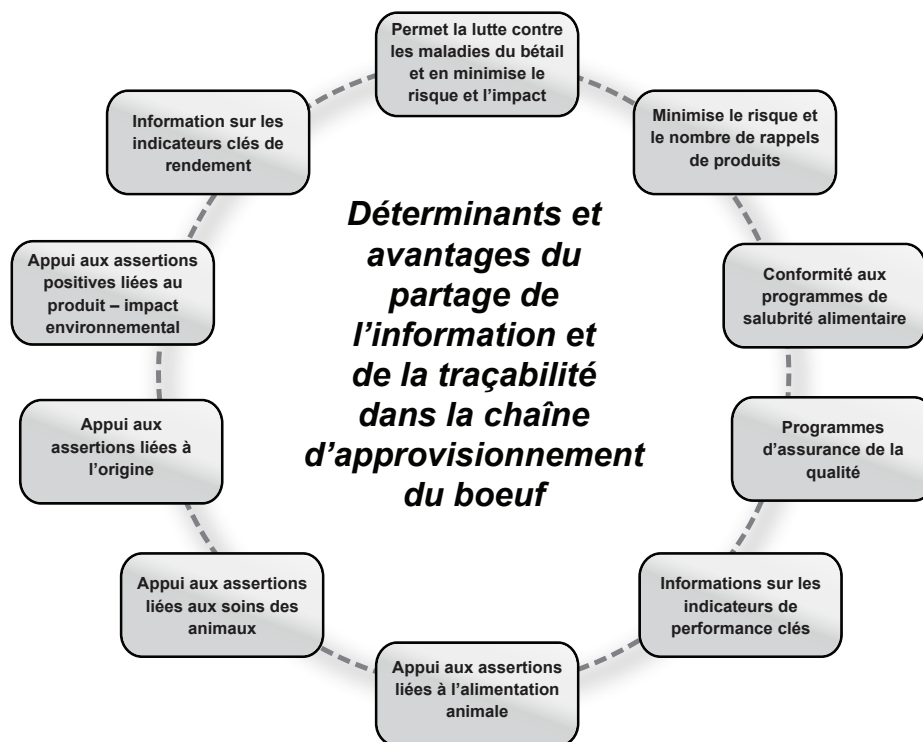 Permet la lutte contre
les maladies du bétail
et en minimise le
risque et l'impact
Minimise le risque et
le nombre de rappels
de produits
Conformité aux
programmes de
salubrité alimentaire
Programmes
d'assurance de la
qualité
Informations sur les
indicateurs de
performance clés
Appui aux assertions
liées à l'alimentation
animale
Appui aux assertions
liées aux soins des
animaux
Appui aux
assertions liées à
l'origine
Appui aux assertions
positives liées au
produit – impact
environnemental
Information sur les
indicateurs clés de
rendement
Déterminants et
avantages du
partage de
l'information et
de la traçabilité
dans la chaîne
d'approvisionnement
du boeuf